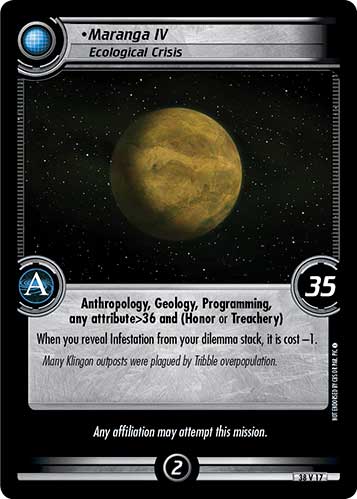 •Maranga IV
Ecological Crisis
A
35
Anthropology, Geology, Programming,
any attribute>36 and (Honor or Treachery)
When you reveal Infestation from your dilemma stack, it is cost –1.
Many Klingon outposts were plagued by Tribble overpopulation.
Any affiliation may attempt this mission.
2
38 V 17